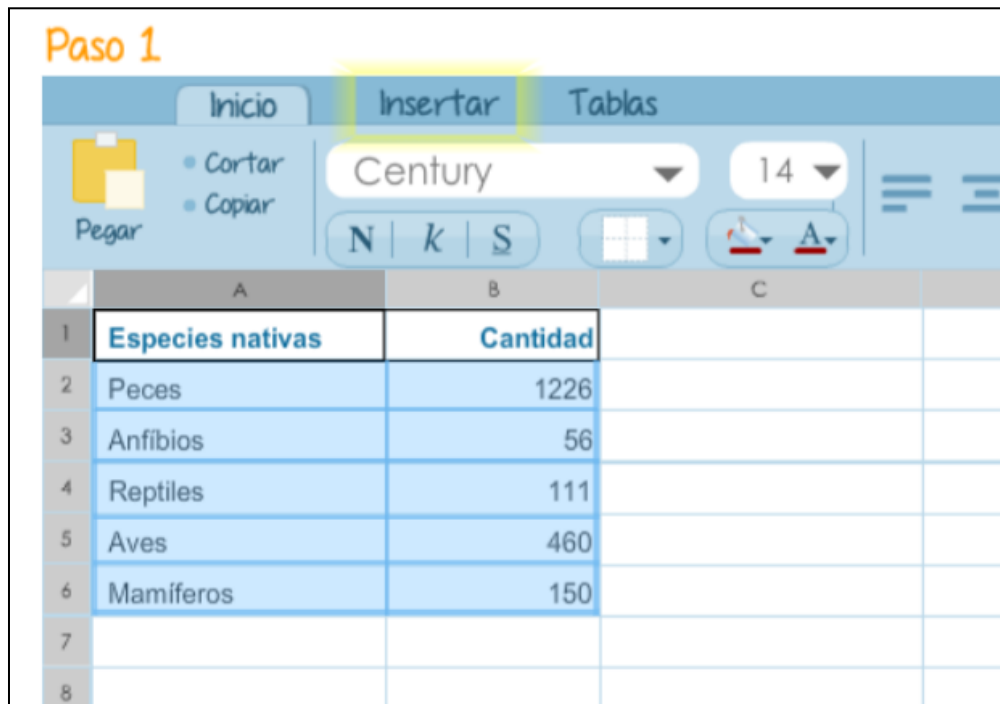 Paso 1
Inicio Insertar Tablas
Pegar
Cortar
Copiar
Century 14
N k S A
A B C
1 Especies nativas Cantidad
2 Peces 1226
3 Anfíbios 56
4 Reptiles 111
5 Aves 460
6 Mamíferos 150
7
8